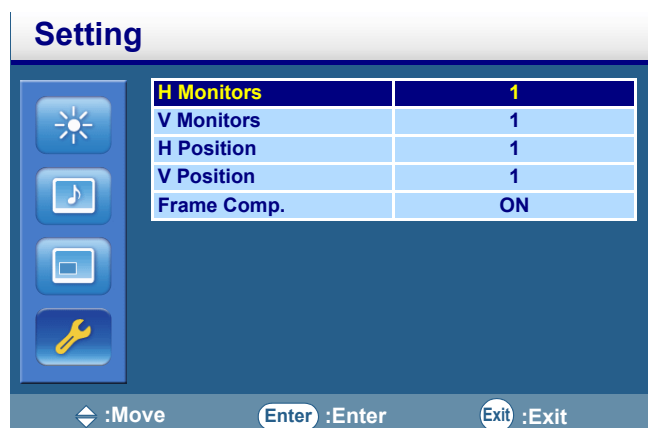 Setting
H Monitors 1
V Monitors 1
H Position 1
V Position 1
Frame Comp. ON
:Move Enter :Enter Exit :Exit